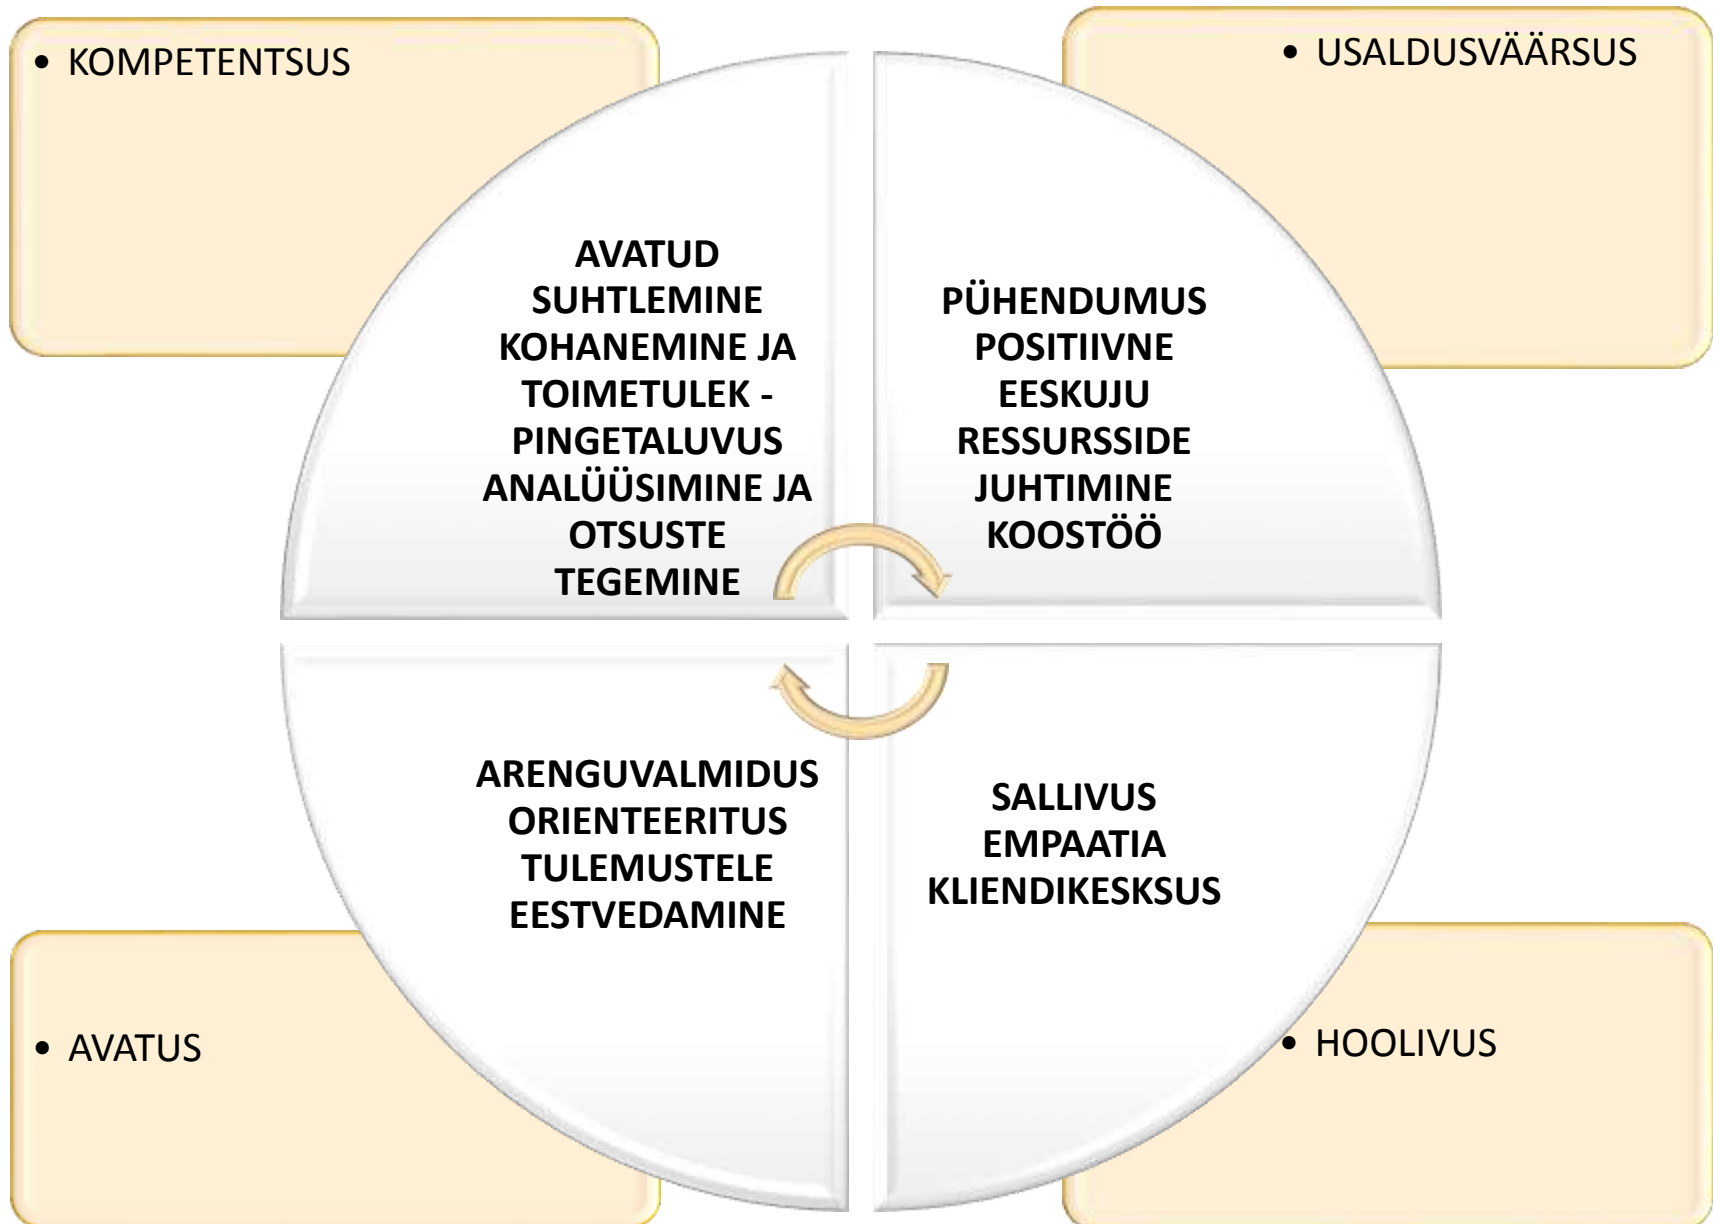 • KOMPETENTSUS
• USALDUSVÄÄRSUS
AVATUD
SUHTLEMINE
KOHANEMINE JA
TOIMETULEK -
PINGETALUVUS
ANALÜÜSIMINE JA
OTSUSTE
TEGEMINE
PÜHENDUMUS
POSITIIVNE
EESKUJU
RESSURSSIDE
JUHTIMINE
KOOSTÖÖ
ARENGUVALMIDUS
ORIENTEERITUS
TULEMUSTELE
EESTVEDAMINE
SALLIVUS
EMPAATIA
KLIENDIKESKSUS
• AVATUS
• HOOLIVUS